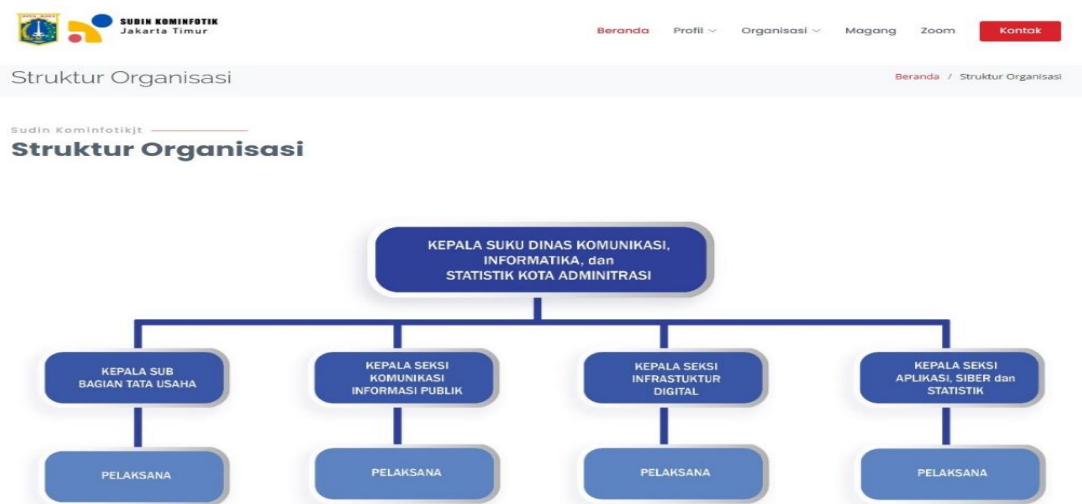 SUDIN KOMINFOTIK
Jakarta Timur
Beranda Profil Organisasi Magang Zoom Kontak
Struktur Organisasi
Beranda / Struktur Organisasi
Sudin Kominfotikjt
Struktur Organisasi
KEPALA SUKU DINAS KOMUNIKASI,
INFORMATIKA, dan
STATISTIK KOTA ADMINITRASI
KEPALA SUB
BAGIAN TATA USAHA
KEPALA SEKSI
KOMUNIKASI
INFORMASI PUBLIK
KEPALA SEKSI
INFRASTUKTUR
DIGITAL
KEPALA SEKSI
APLIKASI, SIBER dan
STATISTIK
PELAKSANA
PELAKSANA
PELAKSANA
PELAKSANA